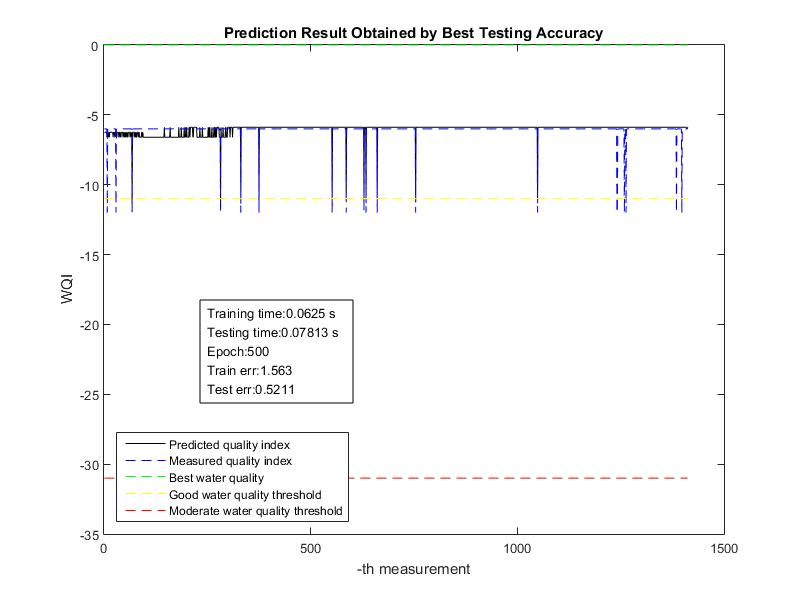 Prediction Result Obtained by Best Testing Accuracy
0
-5
-10
-15
-20
-25
-30
-35
WQI
Training time:0.0625 s
Testing time:0.07813 s
Epoch:500
Train err:1.563
Test err:0.5211
Predicted quality index
Measured quality index
Best water quality
Good water quality threshold
Moderate water quality threshold
0 500 1000 1500
-th measurement